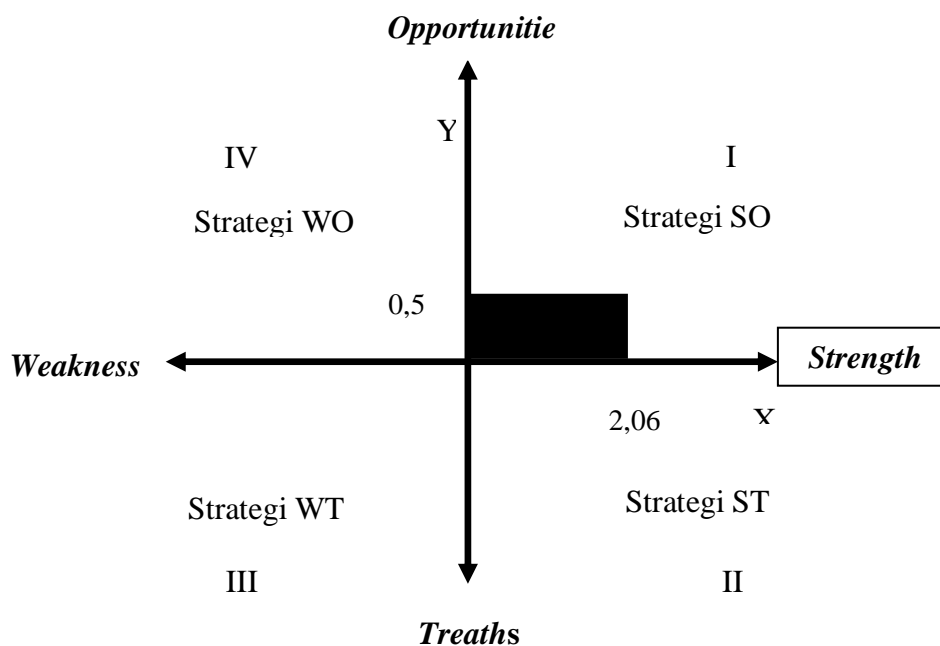 Opportunitie
Y
IV
I
Strategi WO
Strategi SO
0,5
Weakness
Strength
2,06
X
Strategi WT
Strategi ST
III
II
Treaths